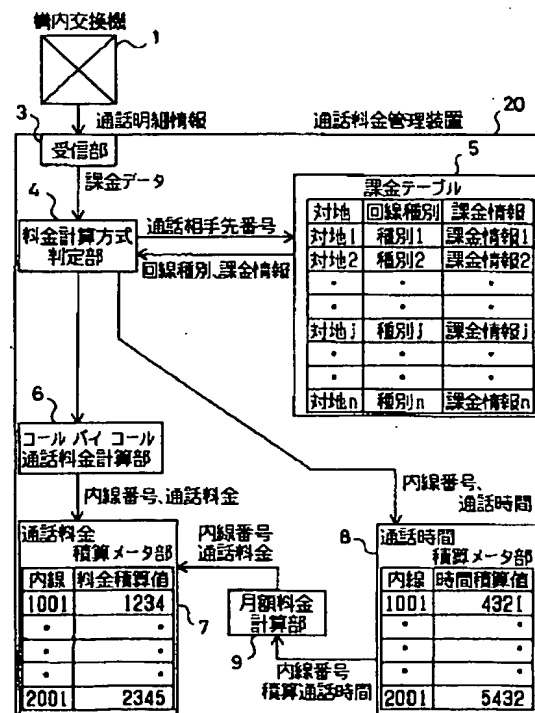 構内交換機
1
3
通話明細情報
通話料金管理装置
20
受信部
5
4
課金データ
課金テーブル
対地 回線種別 課金情報
対地1 種別1 課金情報1
対地2 種別2 課金情報2
・ ・ ・
・ ・ ・
対地j 種別j 課金情報j
・ ・ ・
・ ・ ・
対地n 種別n 課金情報n
料金計算方式
判定部
通話相手先番号
回線種別、課金情報
6
コール バイ コール
通話料金計算部
内線番号、通話料金
内線番号、
通話時間
通話料金
積算メータ部
内線 料金積算値
1001 1234
・ ・
・ ・
・ ・
2001 2345
7
内線番号
通話料金
月額料金
計算部
9
内線番号
積算通話時間
8
通話時間
積算メータ部
内線 時間積算値
1001 4321
・ ・
・ ・
・ ・
2001 5432